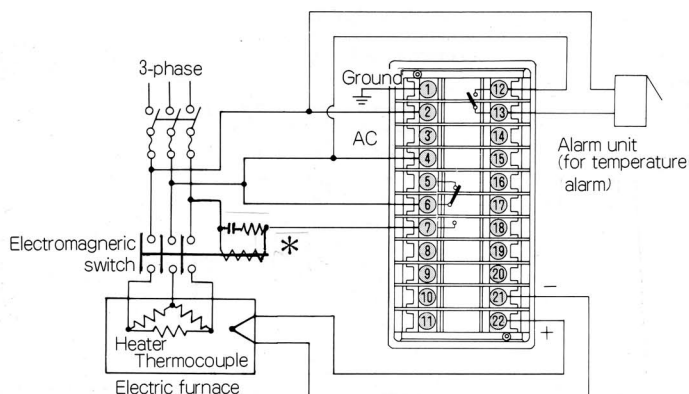 3-phase
Ground
AC
1
2
3
4
5
6
7
8
9
10
11
12
13
14
15
16
17
18
19
20
21
22
−
+
Alarm unit
(for temperature
alarm)
*
Electromagneric
switch
Heater
Thermocouple
Electric furnace